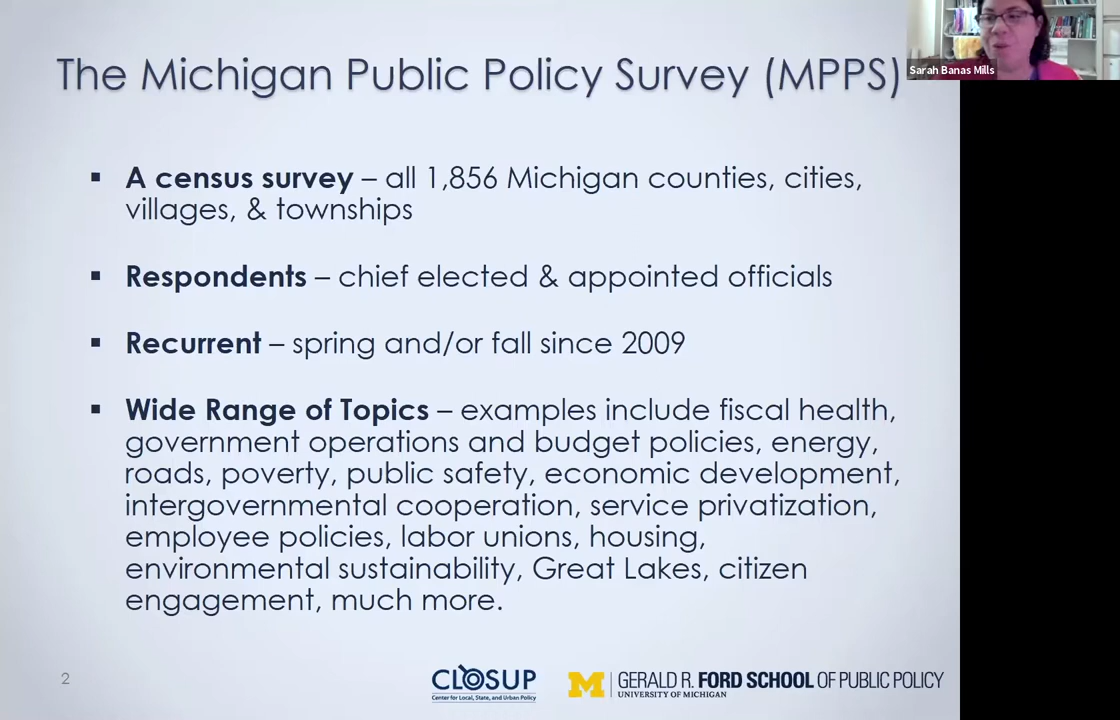 The Michigan Public Policy Survey (MPPS)
Sarah Banas Mills
▪ A census survey – all 1,856 Michigan counties, cities,
villages, & townships
▪ Respondents – chief elected & appointed officials
▪ Recurrent – spring and/or fall since 2009
▪ Wide Range of Topics – examples include fiscal health,
government operations and budget policies, energy,
roads, poverty, public safety, economic development,
intergovernmental cooperation, service privatization,
employee policies, labor unions, housing,
environmental sustainability, Great Lakes, citizen
engagement, much more.
2
CLOSUP
Center for Local, State, and Urban Policy
M
GERALD R. FORD SCHOOL OF PUBLIC POLICY
UNIVERSITY OF MICHIGAN